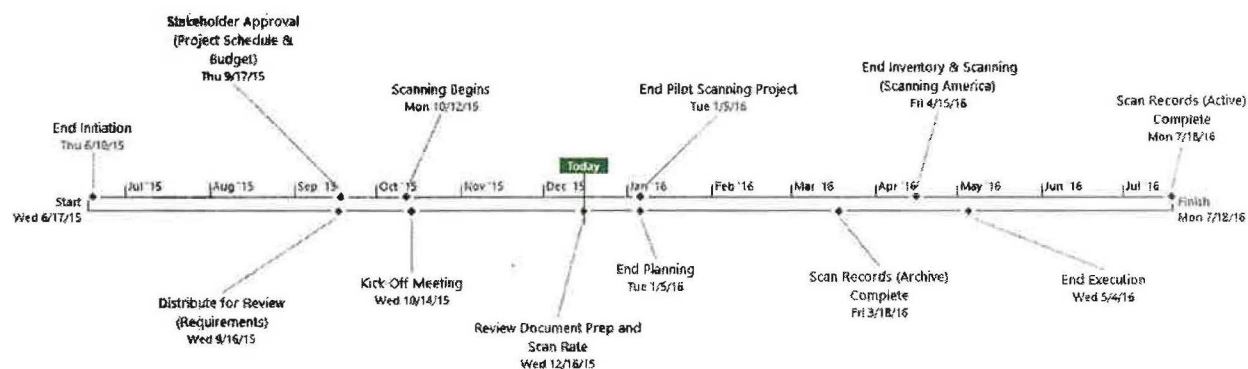 Stakeholder Approval
(Project Schedule &
Budget)
Thu 9/17/15
End Initiation
Thu 6/18/15
Scanning Begins
Mon 10/12/15
End Pilot Scanning Project
Tue 1/5/16
End Inventory & Scanning
(Scanning America)
Fri 4/15/16
Scan Records (Active)
Complete
Mon 7/18/16
Today
Jul '15 Aug '15 Sep '15 Oct '15 Nov '15 Dec '15 Jan '16 Feb '16 Mar '16 Apr '16 May '16 Jun '16 Jul '16
Start
Wed 6/17/15
Finish
Mon 7/18/16
Distribute for Review
(Requirements)
Wed 9/16/15
Kick-Off Meeting
Wed 10/14/15
Review Document Prep and
Scan Rate
Wed 12/16/15
End Planning
Tue 1/5/16
Scan Records (Archive)
Complete
Fri 3/18/16
End Execution
Wed 5/4/16